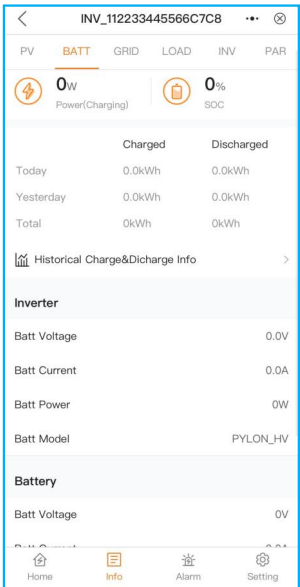 INV_112233445566C7C8
PV BATT GRID LOAD INV PAR
0W 0%
Power(Charging) SOC
Charged Discharged
Today 0.0kWh 0.0kWh
Yesterday 0.0kWh 0.0kWh
Total 0kWh 0kWh
Historical Charge&Dicharge Info
Inverter
Batt Voltage 0.0V
Batt Current 0.0A
Batt Power 0W
Batt Model PYLON_HV
Battery
Batt Voltage 0V
Home Info Alarm Setting